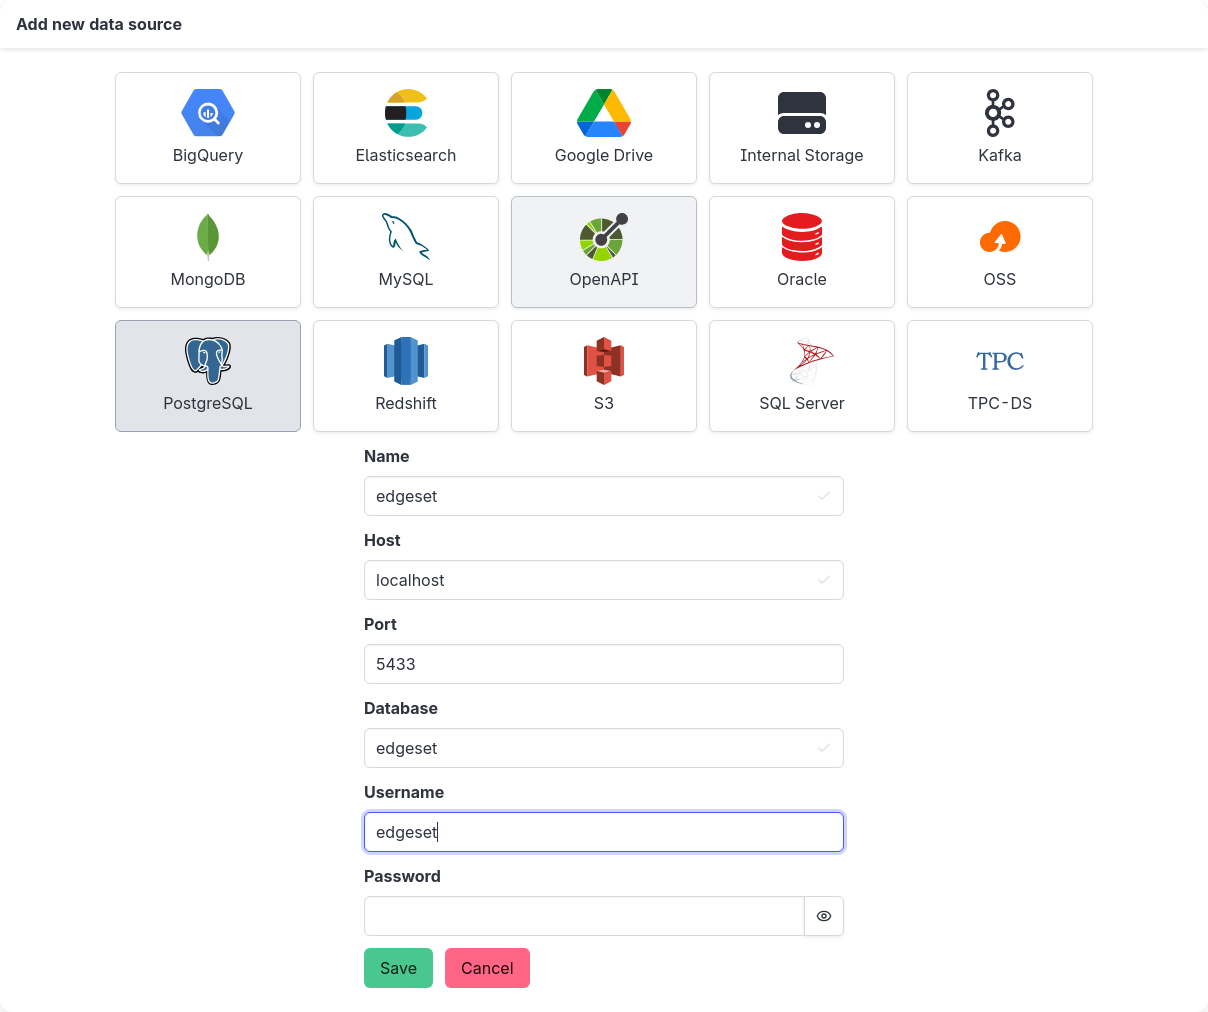 Add new data source
BigQuery
Elasticsearch
Google Drive
Internal Storage
Kafka
MongoDB
MySQL
OpenAPI
Oracle
OSS
PostgreSQL
Redshift
S3
SQL Server
TPC
TPC-DS
Name
edgeset
Host
localhost
Port
5433
Database
edgeset
Username
edgeset
Password
Save
Cancel